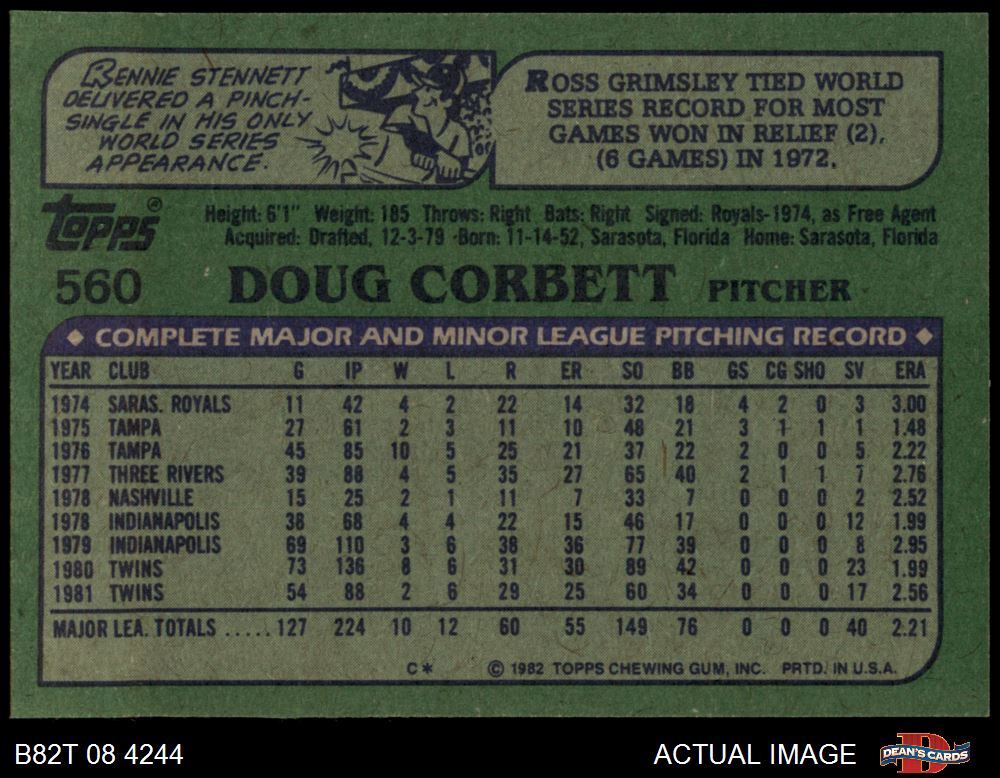 RENNIE STENNETT
DELIVERED A PINCH-
SINGLE IN HIS ONLY
WORLD SERIES
APPEARANCE.
ROSS GRIMSLEY TIED WORLD
SERIES RECORD FOR MOST
GAMES WON IN RELIEF (2),
(6 GAMES) IN 1972.
TOPPS®
Height: 6'1" Weight: 185 Throws: Right Bats: Right Signed: Royals-1974, as Free Agent
Acquired: Drafted, 12-3-79 -Born: 11-14-52, Sarasota, Florida Home: Sarasota, Florida
560 DOUG CORBETT PITCHER
◆ COMPLETE MAJOR AND MINOR LEAGUE PITCHING RECORD ◆
YEAR CLUB G IP W L R ER SO BB GS CG SHO SV ERA
1974 SARAS. ROYALS 11 42 4 2 22 14 32 18 4 2 0 3 3.00
1975 TAMPA 27 61 2 3 11 10 48 21 3 1 1 1 1.48
1976 TAMPA 45 85 10 5 25 21 37 22 2 0 0 5 2.22
1977 THREE RIVERS 39 88 4 5 35 27 65 40 2 1 1 7 2.76
1978 NASHVILLE 15 25 2 1 11 7 33 7 0 0 0 2 2.52
1978 INDIANAPOLIS 38 68 4 4 22 15 46 17 0 0 0 12 1.99
1979 INDIANAPOLIS 69 110 3 6 38 36 77 39 0 0 0 8 2.95
1980 TWINS 73 136 8 6 31 30 89 42 0 0 0 23 1.99
1981 TWINS 54 88 2 6 29 25 60 34 0 0 0 17 2.56
MAJOR LEA. TOTALS ..... 127 224 10 12 60 55 149 76 0 0 0 40 2.21
C* © 1982 TOPPS CHEWING GUM, INC. PRTD. IN U.S.A.
B82T 08 4244 ACTUAL IMAGE DEAN'S CARDS